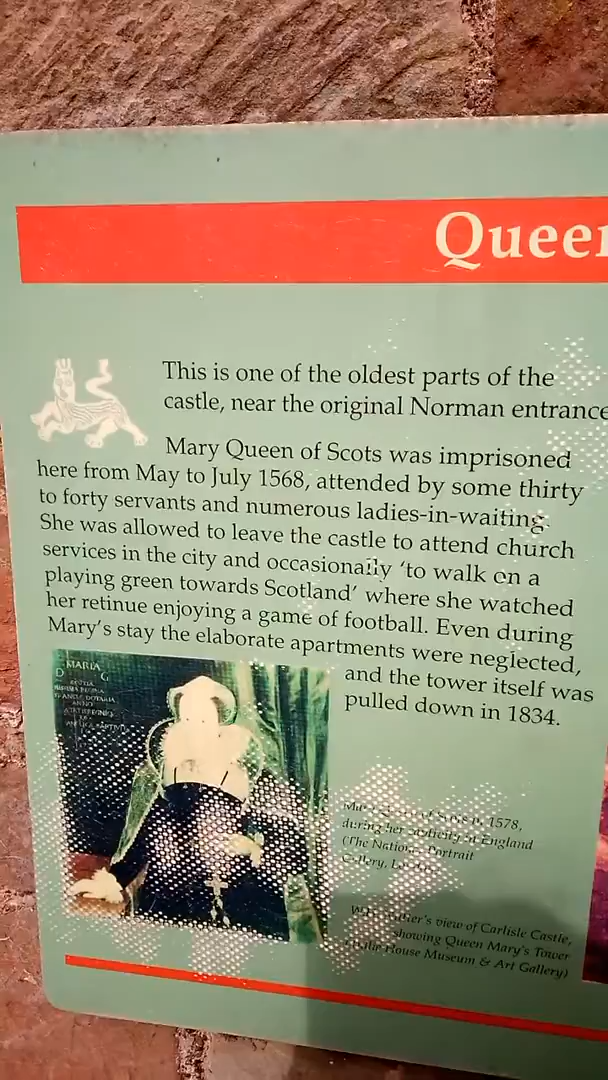 Queen
This is one of the oldest parts of the
castle, near the original Norman entrance
Mary Queen of Scots was imprisoned
here from May to July 1568, attended by some thirty
to forty servants and numerous ladies-in-waiting.
She was allowed to leave the castle to attend church
services in the city and occasionally ‘to walk on a
playing green towards Scotland’ where she watched
her retinue enjoying a game of football. Even during
Mary’s stay the elaborate apartments were neglected,
and the tower itself was
pulled down in 1834.
MARIA
D G
of Scots in 1578,
during her captivity in England
(The National Portrait
Gallery,
view of Carlisle Castle,
showing Queen Mary's Tower
House Museum & Art Gallery)